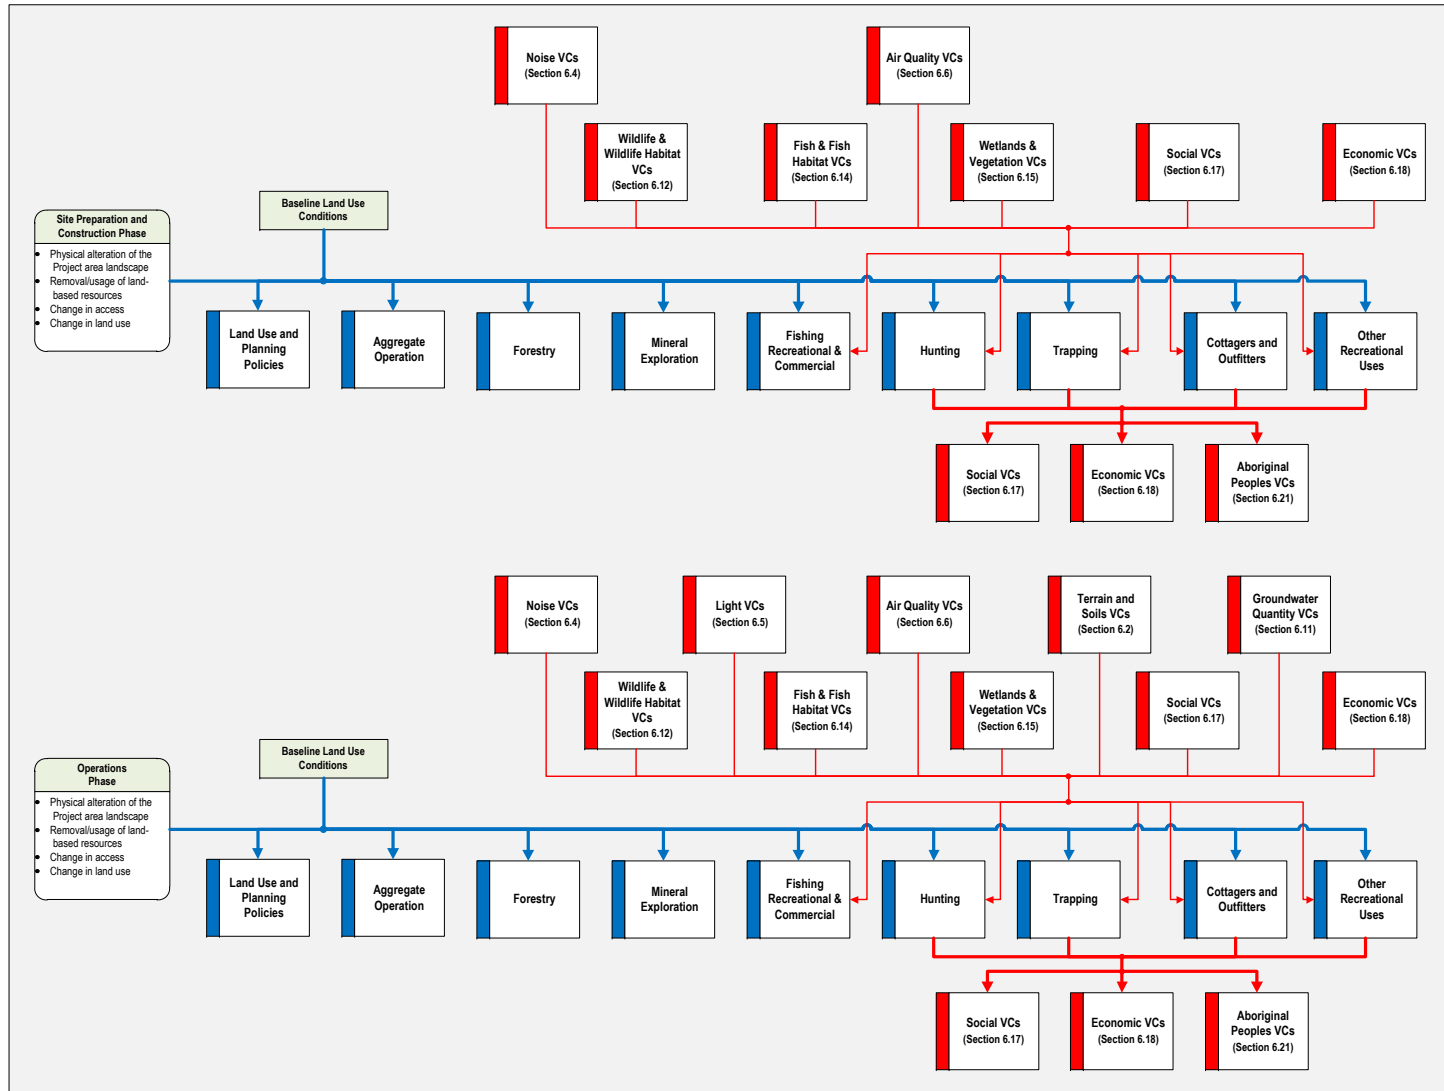 Noise VCs
(Section 6.4)
Air Quality VCs
(Section 6.6)
Wildlife &
Wildlife Habitat
VCs
(Section 6.12)
Fish & Fish
Habitat VCs
(Section 6.14)
Wetlands &
Vegetation VCs
(Section 6.15)
Social VCs
(Section 6.17)
Economic VCs
(Section 6.18)
Baseline Land Use
Conditions
Site Preparation and
Construction Phase
• Physical alteration of the
Project area landscape
• Removal/usage of land-
based resources
• Change in access
• Change in land use
Land Use and
Planning
Policies
Aggregate
Operation
Forestry
Mineral
Exploration
Fishing
Recreational &
Commercial
Hunting
Trapping
Cottagers and
Outfitters
Other
Recreational
Uses
Social VCs
(Section 6.17)
Economic VCs
(Section 6.18)
Aboriginal
Peoples VCs
(Section 6.21)
Noise VCs
(Section 6.4)
Light VCs
(Section 6.5)
Air Quality VCs
(Section 6.6)
Terrain and
Soils VCs
(Section 6.2)
Groundwater
Quantity VCs
(Section 6.11)
Wildlife &
Wildlife Habitat
VCs
(Section 6.12)
Fish & Fish
Habitat VCs
(Section 6.14)
Wetlands &
Vegetation VCs
(Section 6.15)
Social VCs
(Section 6.17)
Economic VCs
(Section 6.18)
Baseline Land Use
Conditions
Operations
Phase
• Physical alteration of the
Project area landscape
• Removal/usage of land-
based resources
• Change in access
• Change in land use
Land Use and
Planning
Policies
Aggregate
Operation
Forestry
Mineral
Exploration
Fishing
Recreational &
Commercial
Hunting
Trapping
Cottagers and
Outfitters
Other
Recreational
Uses
Social VCs
(Section 6.17)
Economic VCs
(Section 6.18)
Aboriginal
Peoples VCs
(Section 6.21)